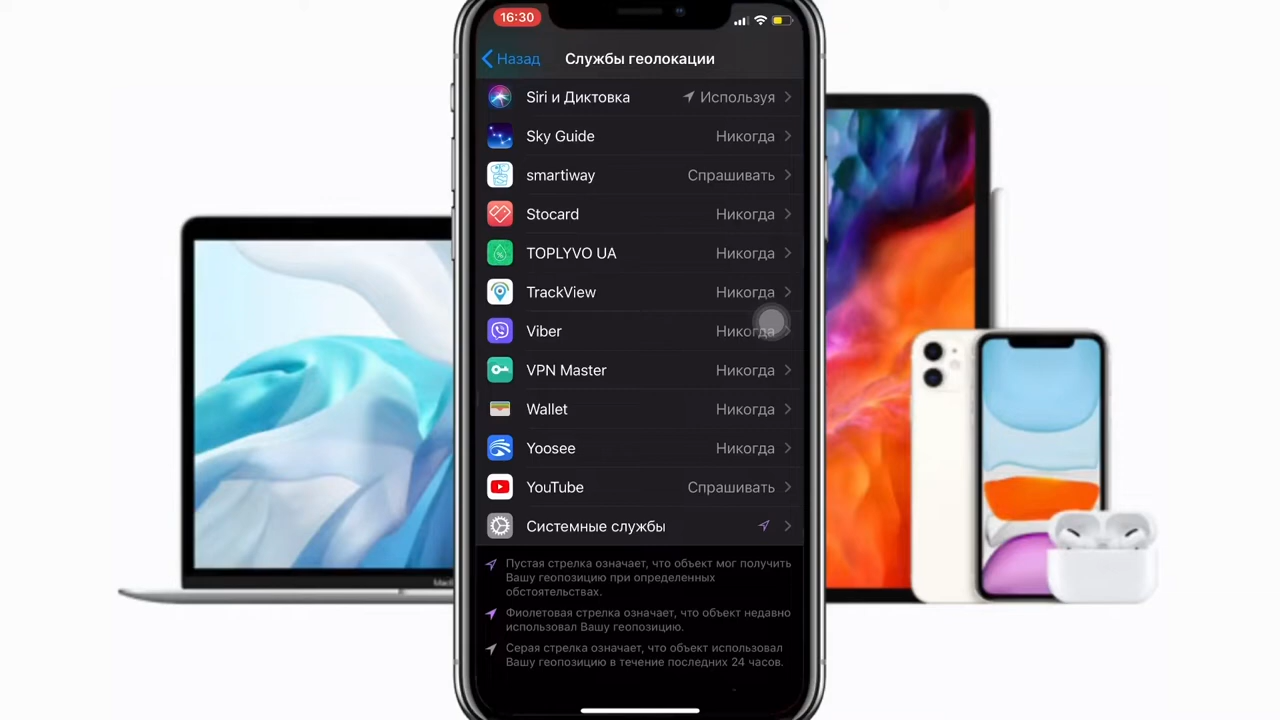 16:30
Назад
Службы геолокации
Siri и Диктовка
Используя
Sky Guide
Никогда
smartiway
Спрашивать
Stocard
Никогда
TOPLYVO UA
Никогда
TrackView
Никогда
Viber
Никогда
VPN Master
Никогда
Wallet
Никогда
Yoosee
Никогда
YouTube
Спрашивать
Системные службы
Пустая стрелка означает, что объект мог получить
Вашу геопозицию при определенных
обстоятельствах.
Фиолетовая стрелка означает, что объект недавно
использовал Вашу геопозицию.
Серая стрелка означает, что объект использовал
Вашу геопозицию в течение последних 24 часов.